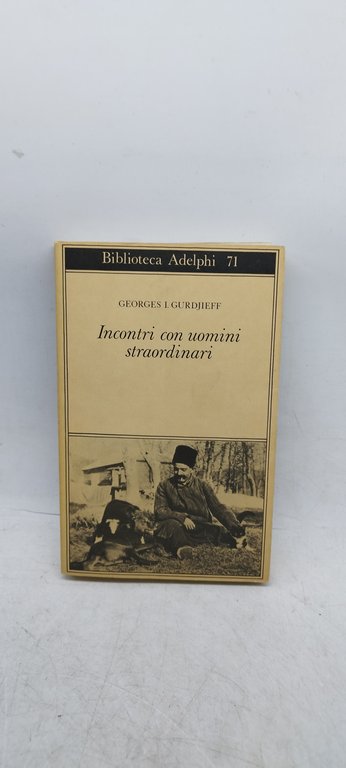 Biblioteca Adelphi 71
GEORGES I. GURDJIEFF
Incontri con uomini
straordinari